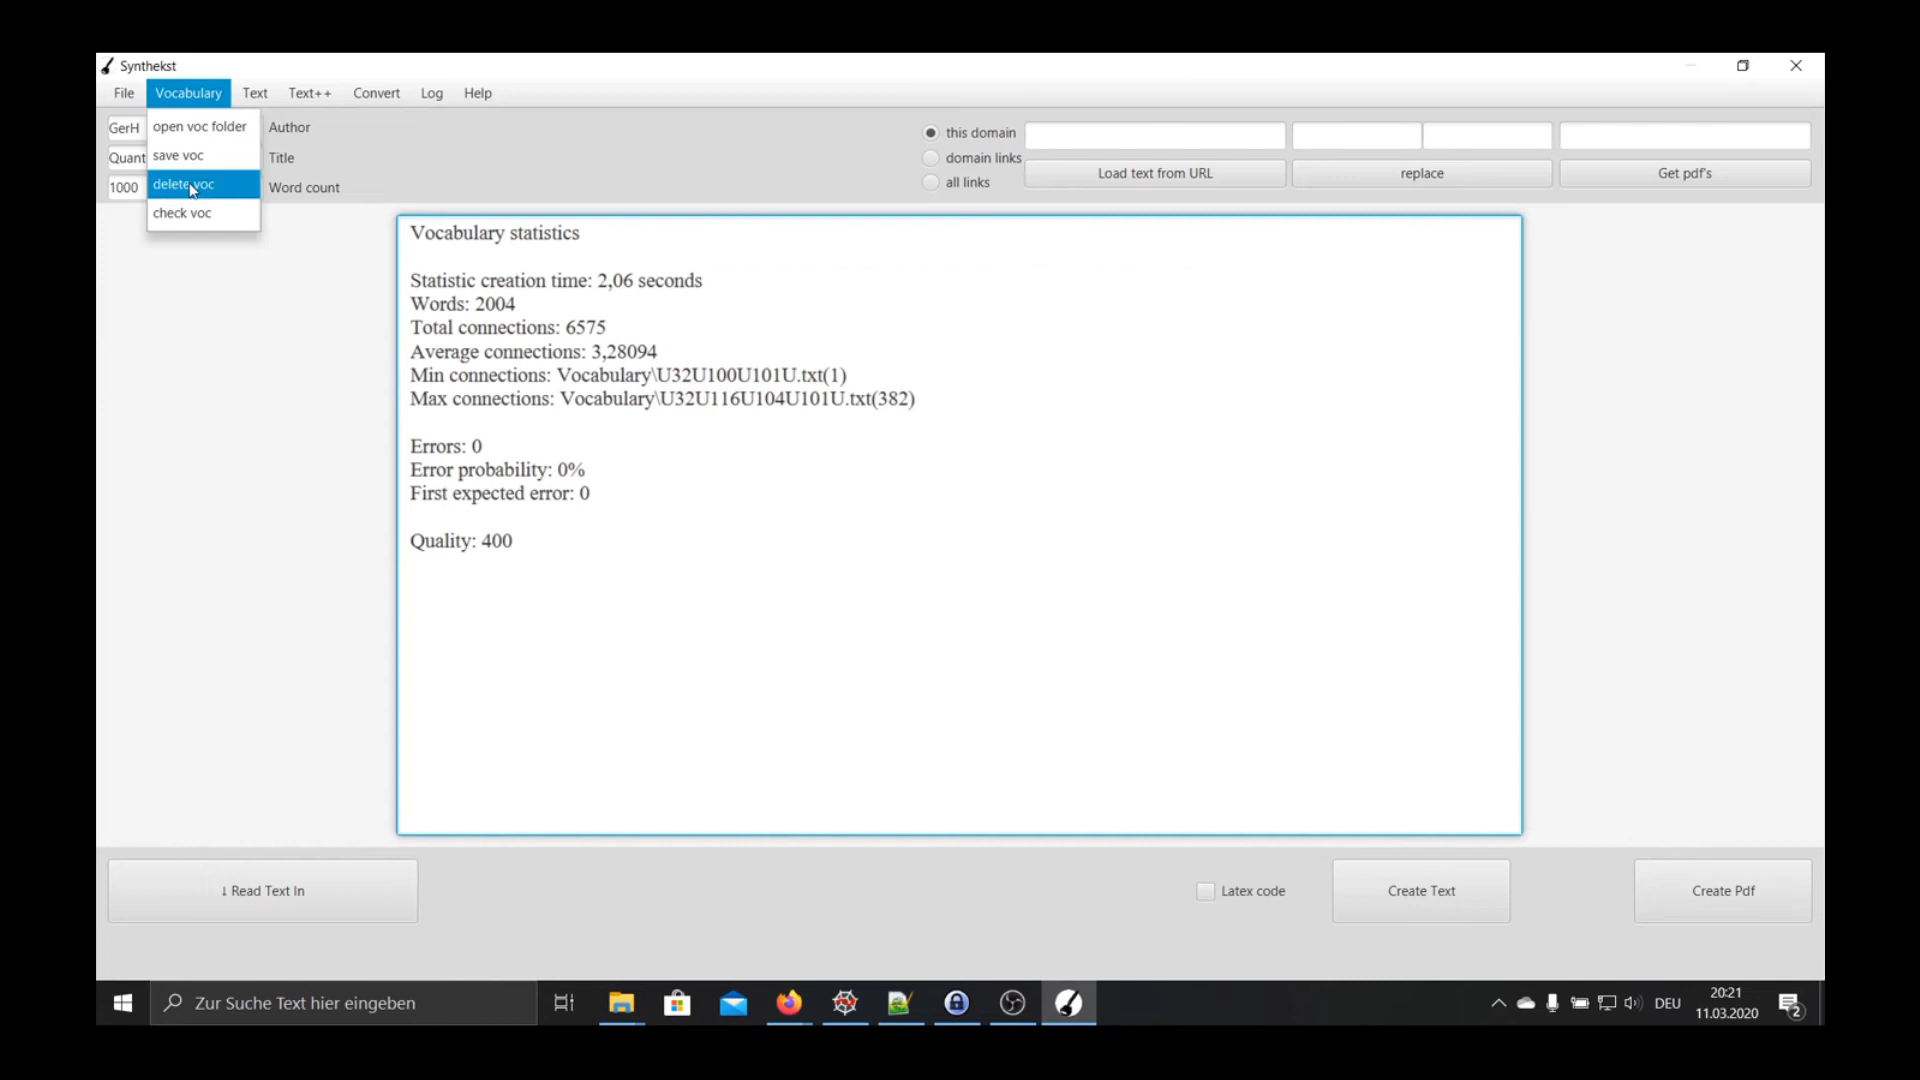 Synthekst
File Vocabulary Text Text++ Convert Log Help
GerH
open voc folder
Author
Quant
save voc
Title
1000
delete voc
Word count
check voc
this domain
domain links
all links
Load text from URL
replace
Get pdf's
Vocabulary statistics
Statistic creation time: 2,06 seconds
Words: 2004
Total connections: 6575
Average connections: 3,28094
Min connections: Vocabulary\U32U100U101U.txt(1)
Max connections: Vocabulary\U32U116U104U101U.txt(382)
Errors: 0
Error probability: 0%
First expected error: 0
Quality: 400
↓ Read Text In
Latex code
Create Text
Create Pdf
Zur Suche Text hier eingeben
DEU
20:21
11.03.2020
2